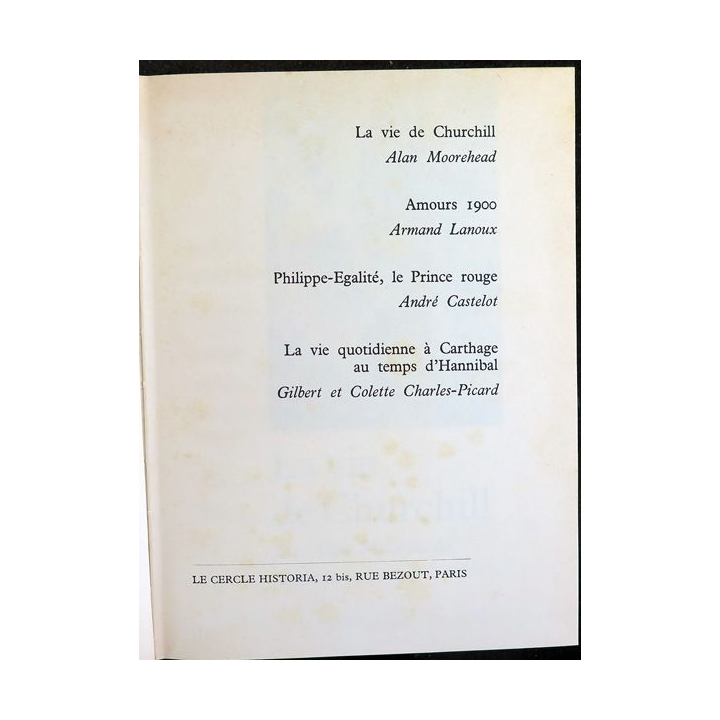 La vie de Churchill
Alan Moorehead
Amours 1900
Armand Lanoux
Philippe-Egalité, le Prince rouge
André Castelot
La vie quotidienne à Carthage
au temps d'Hannibal
Gilbert et Colette Charles-Picard
LE CERCLE HISTORIA, 12 bis, RUE BEZOUT, PARIS